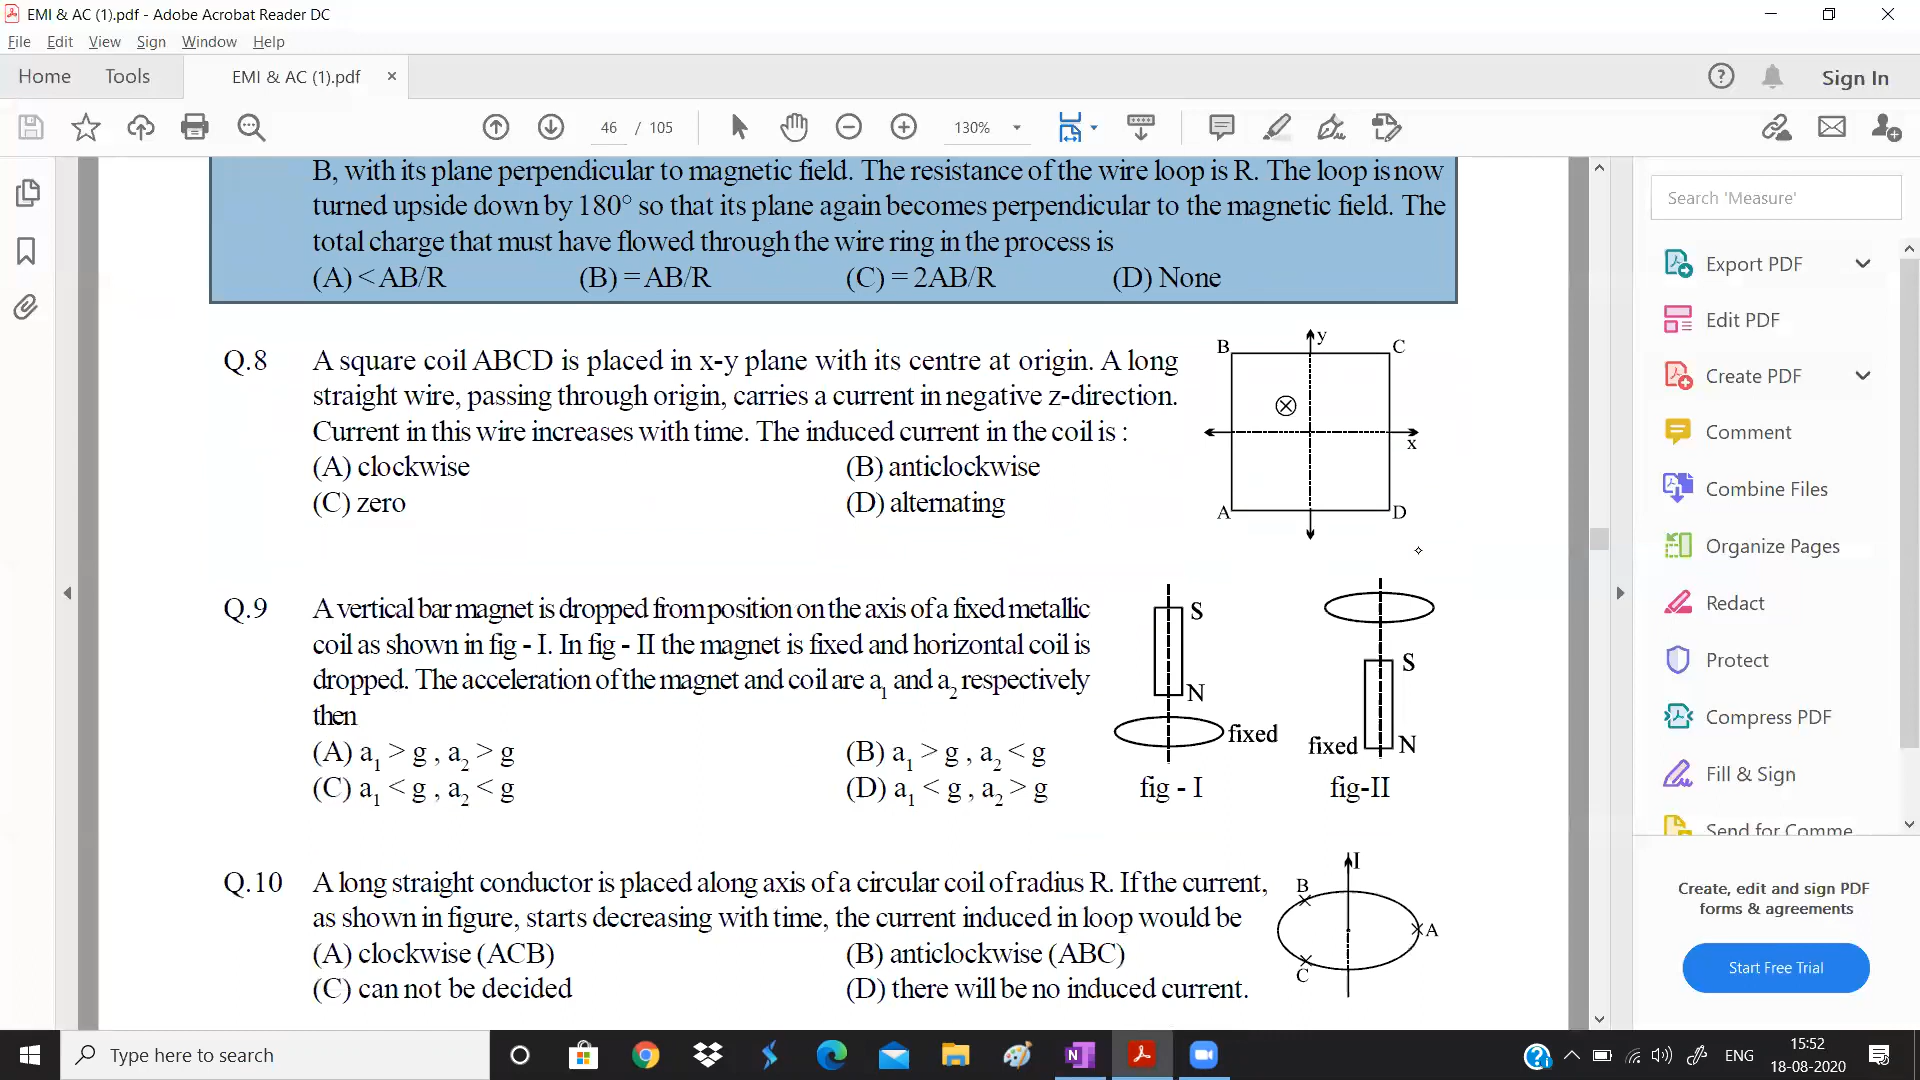 EMI & AC (1).pdf - Adobe Acrobat Reader DC
File Edit View Sign Window Help
Home Tools EMI & AC (1).pdf × Sign In
46 / 105 130%
B, with its plane perpendicular to magnetic field. The resistance of the wire loop is R. The loop is now
turned upside down by 180° so that its plane again becomes perpendicular to the magnetic field. The
total charge that must have flowed through the wire ring in the process is
(A) < AB/R (B) = AB/R (C) = 2AB/R (D) None
Q.8 A square coil ABCD is placed in x-y plane with its centre at origin. A long
straight wire, passing through origin, carries a current in negative z-direction.
Current in this wire increases with time. The induced current in the coil is :
(A) clockwise (B) anticlockwise
(C) zero (D) alternating
B y C
x
A D
Q.9 A vertical bar magnet is dropped from position on the axis of a fixed metallic
coil as shown in fig - I. In fig - II the magnet is fixed and horizontal coil is
dropped. The acceleration of the magnet and coil are a₁ and a₂ respectively
then
(A) a₁ > g , a₂ > g (B) a₁ > g , a₂ < g
(C) a₁ < g , a₂ < g (D) a₁ < g , a₂ > g
S
N
fixed
fig - I
S
fixed N
fig-II
Q.10 A long straight conductor is placed along axis of a circular coil of radius R. If the current,
as shown in figure, starts decreasing with time, the current induced in loop would be
(A) clockwise (ACB) (B) anticlockwise (ABC)
(C) can not be decided (D) there will be no induced current.
I
B
A
C
Search 'Measure'
Export PDF
Edit PDF
Create PDF
Comment
Combine Files
Organize Pages
Redact
Protect
Compress PDF
Fill & Sign
Send for Comme
Create, edit and sign PDF
forms & agreements
Start Free Trial
Type here to search
ENG
15:52
18-08-2020